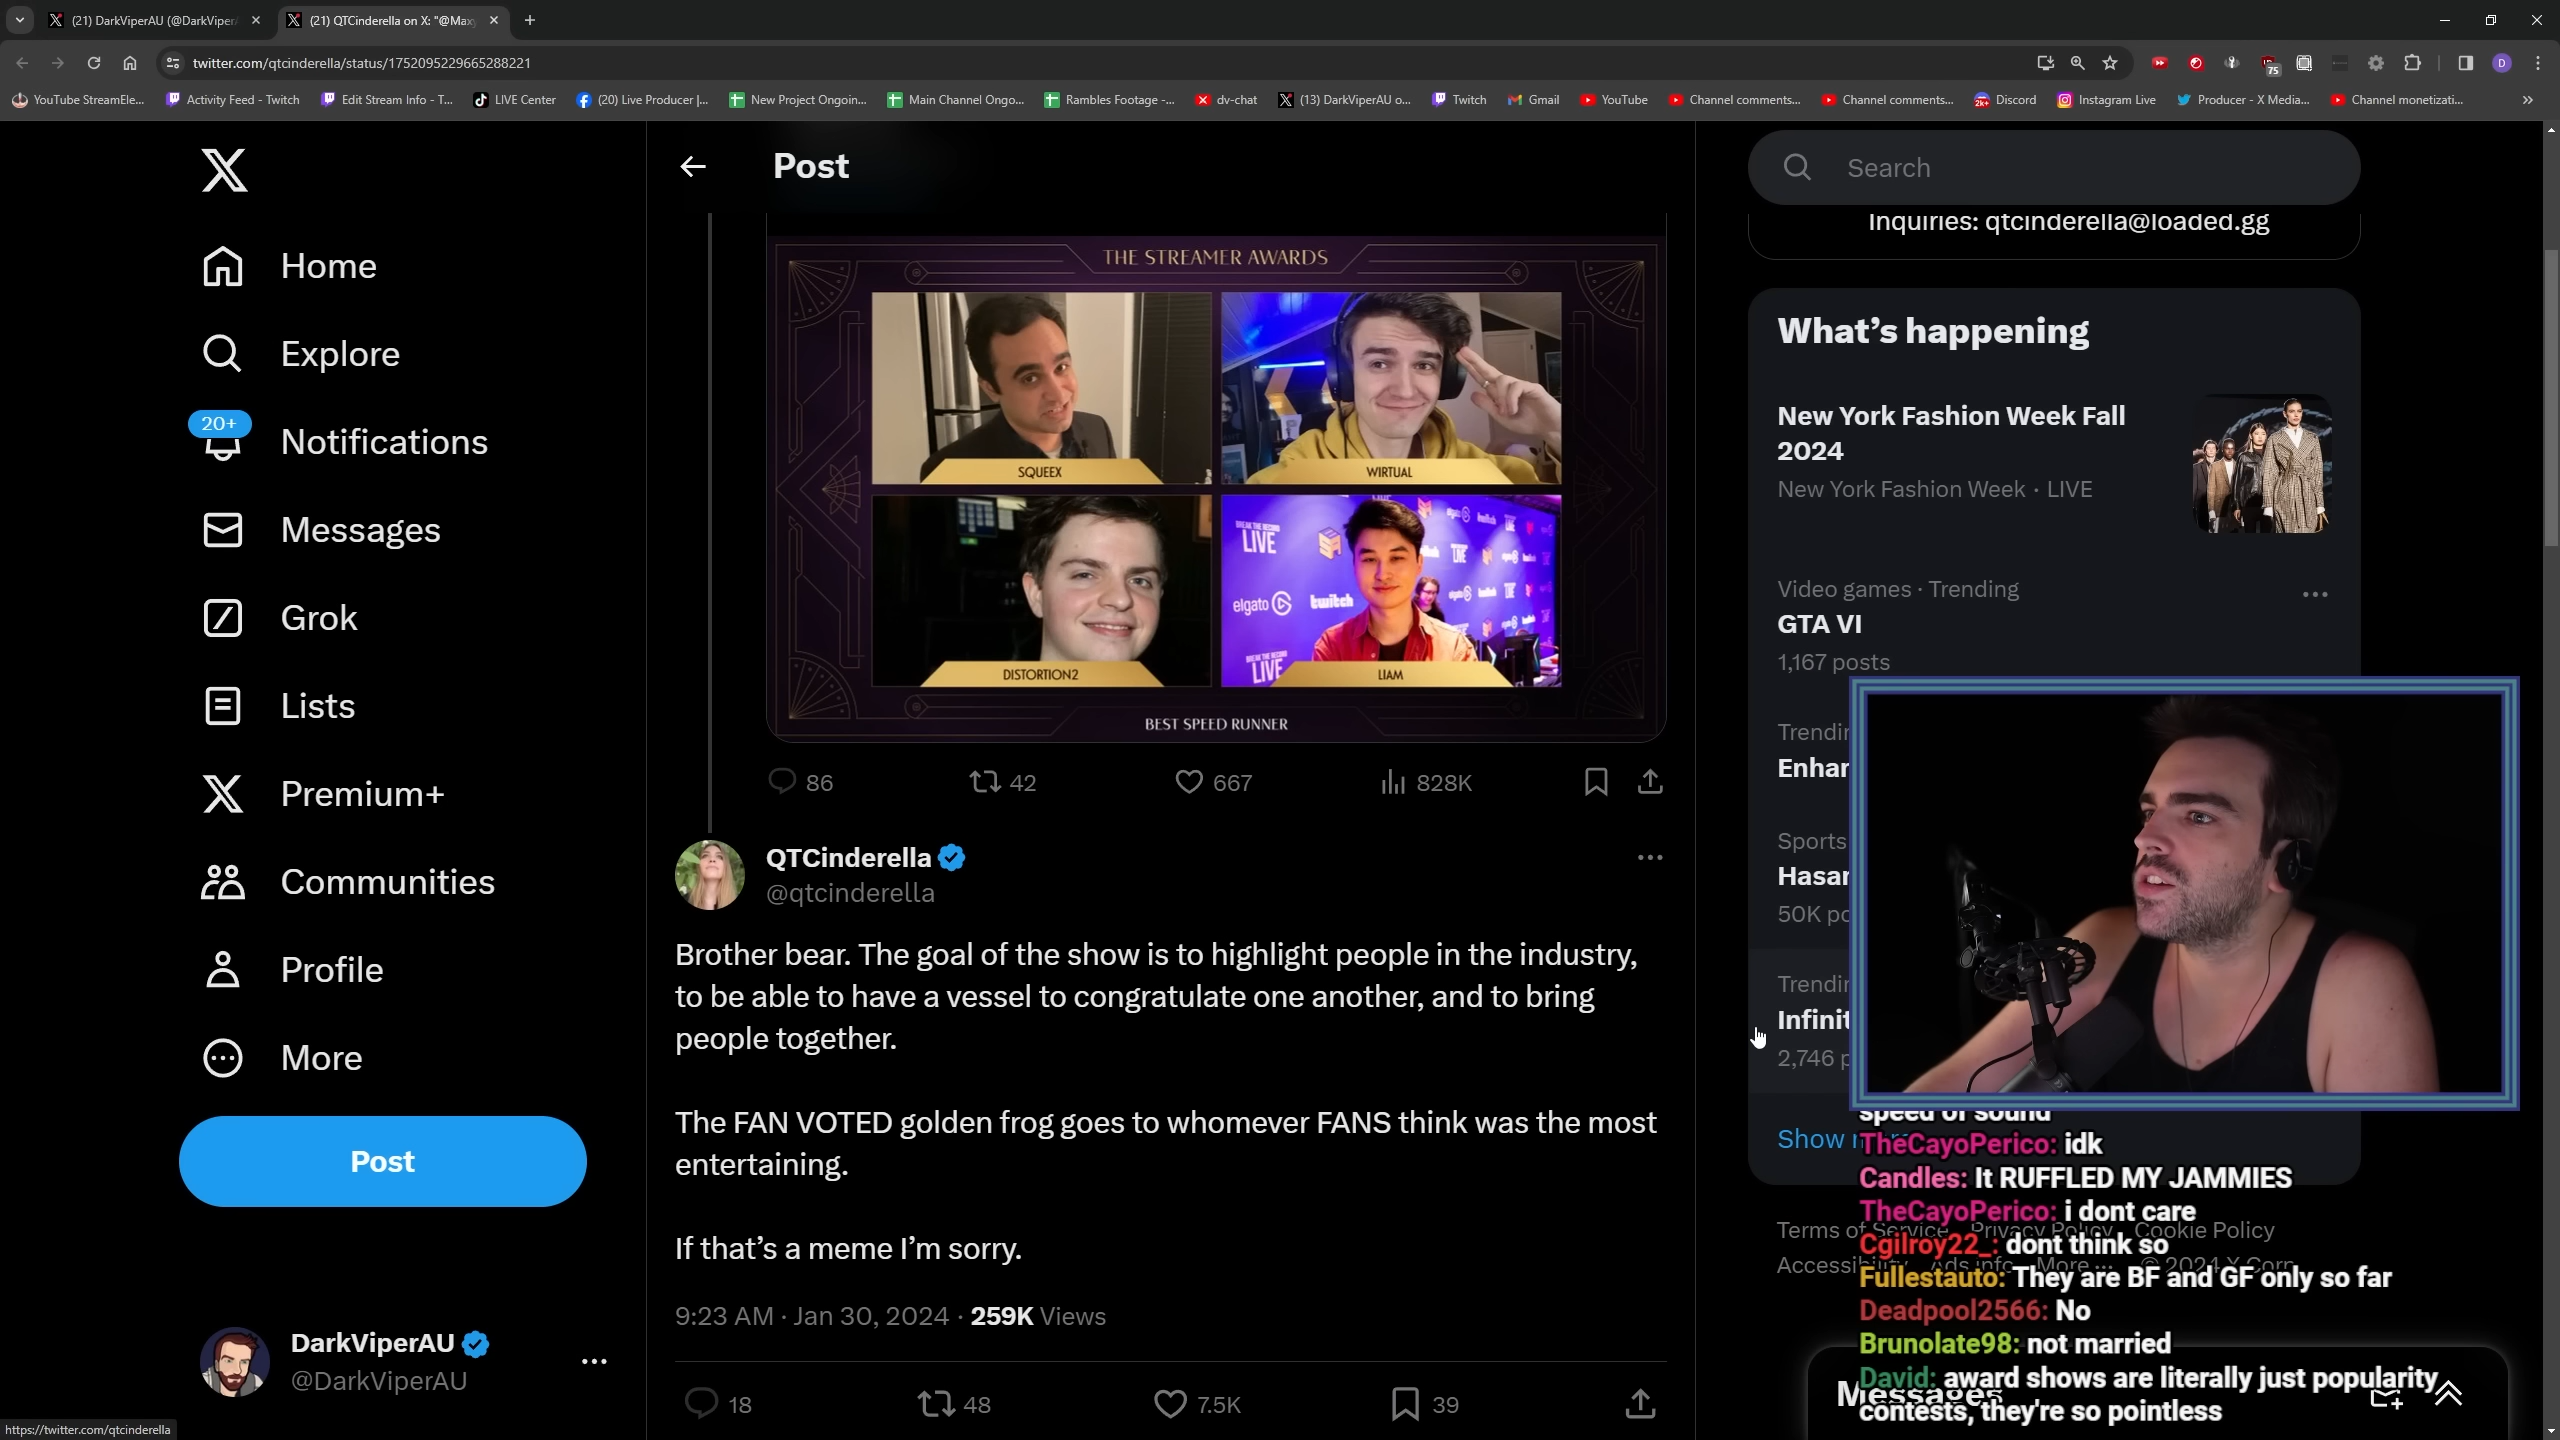 (21) DarkViperAU (@DarkViper
(21) QTCinderella on X: "@Max
twitter.com/qtcinderella/status/1752095229665288221
75
D
YouTube StreamEle...
Activity Feed - Twitch
Edit Stream Info - T...
LIVE Center
(20) Live Producer |...
New Project Ongoin...
Main Channel Ongo...
Rambles Footage -...
dv-chat
(13) DarkViperAU o...
Twitch
Gmail
YouTube
Channel comments...
Channel comments...
Discord
Instagram Live
Producer - X Media...
Channel monetizati...
Home
Explore
20+
Notifications
Messages
Grok
Lists
Premium+
Communities
Profile
More
Post
DarkViperAU
@DarkViperAU
https://twitter.com/qtcinderella
Post
THE STREAMER AWARDS
SQUEEX
WIRTUAL
BREAK THE RECORD
LIVE
elgato
twitch
DISTORTION2
LIAM
BEST SPEED RUNNER
86
42
667
828K
QTCinderella
@qtcinderella
Brother bear. The goal of the show is to highlight people in the industry,
to be able to have a vessel to congratulate one another, and to bring
people together.
The FAN VOTED golden frog goes to whomever FANS think was the most
entertaining.
If that's a meme I'm sorry.
9:23 AM · Jan 30, 2024 · 259K Views
18
48
7.5K
39
Search
Inquiries: qtcinderella@loaded.gg
What's happening
New York Fashion Week Fall
2024
New York Fashion Week · LIVE
Video games · Trending
GTA VI
1,167 posts
Trendin
Enhan
Sports
Hasan
50K po
Trendin
Infinit
2,746 p
Show more
Terms of Service Privacy Policy Cookie Policy
Accessibility Ads info More ... © 2024 X Corp.
Messages
speed of sound
TheCayoPerico: idk
Candles: It RUFFLED MY JAMMIES
TheCayoPerico: i dont care
Cgilroy22_: dont think so
Fullestauto: They are BF and GF only so far
Deadpool2566: No
Brunolate98: not married
David: award shows are literally just popularity
contests, they're so pointless